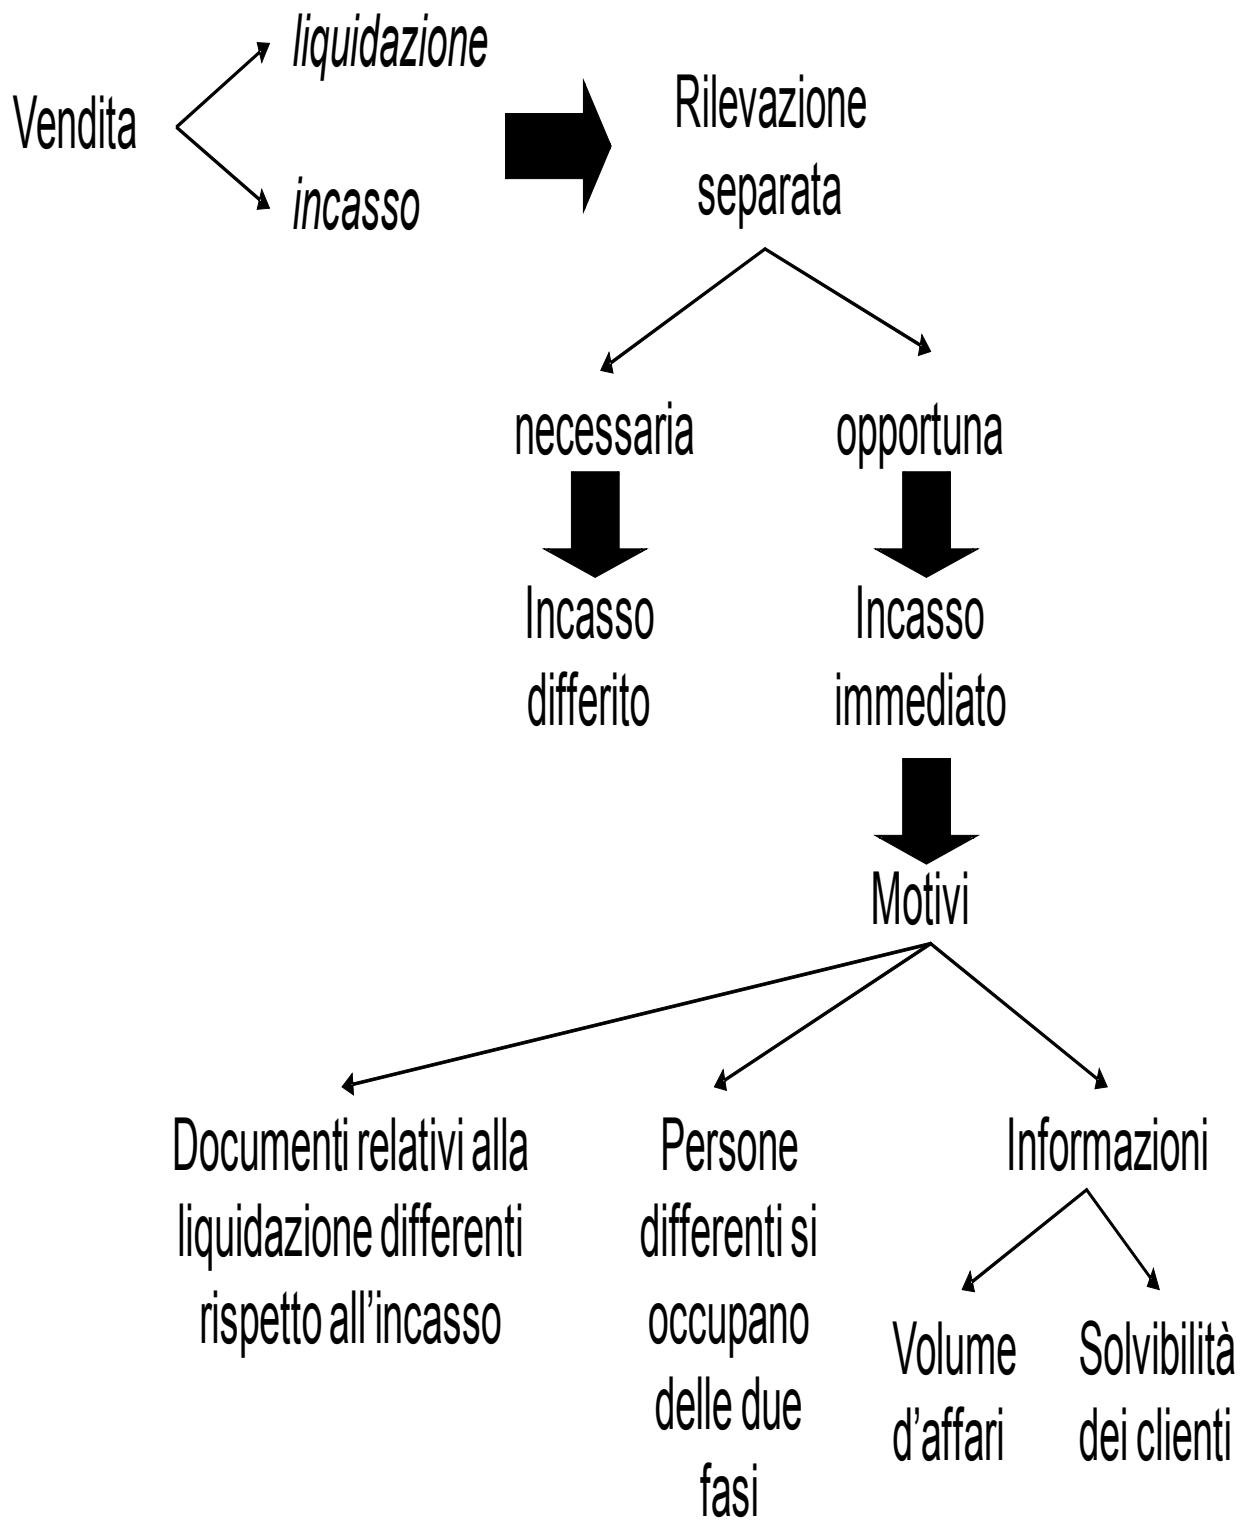 liquidazione
Vendita
incasso
Rilevazione
separata
necessaria
opportuna
Incasso
differito
Incasso
immediato
Motivi
Documenti relativi alla
liquidazione differenti
rispetto all’incasso
Persone
differenti si
occupano
delle due
fasi
Informazioni
Volume
d’affari
Solvibilità
dei clienti